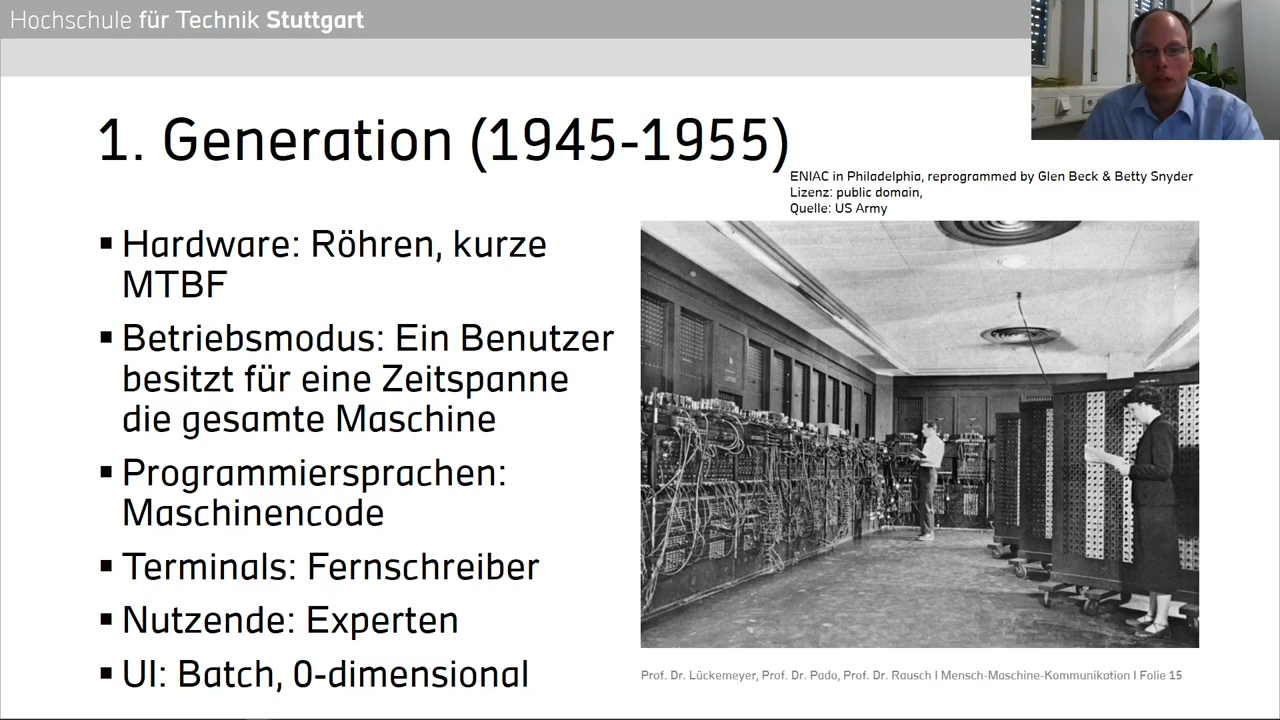 Hochschule für Technik Stuttgart
1. Generation (1945-1955)
ENIAC in Philadelphia, reprogrammed by Glen Beck & Betty Snyder
Lizenz: public domain,
Quelle: US Army
▪ Hardware: Röhren, kurze
MTBF
▪ Betriebsmodus: Ein Benutzer
besitzt für eine Zeitspanne
die gesamte Maschine
▪ Programmiersprachen:
Maschinencode
▪ Terminals: Fernschreiber
▪ Nutzende: Experten
▪ UI: Batch, 0-dimensional
Prof. Dr. Lückemeyer, Prof. Dr. Pado, Prof. Dr. Rausch I Mensch-Maschine-Kommunikation I Folie 15